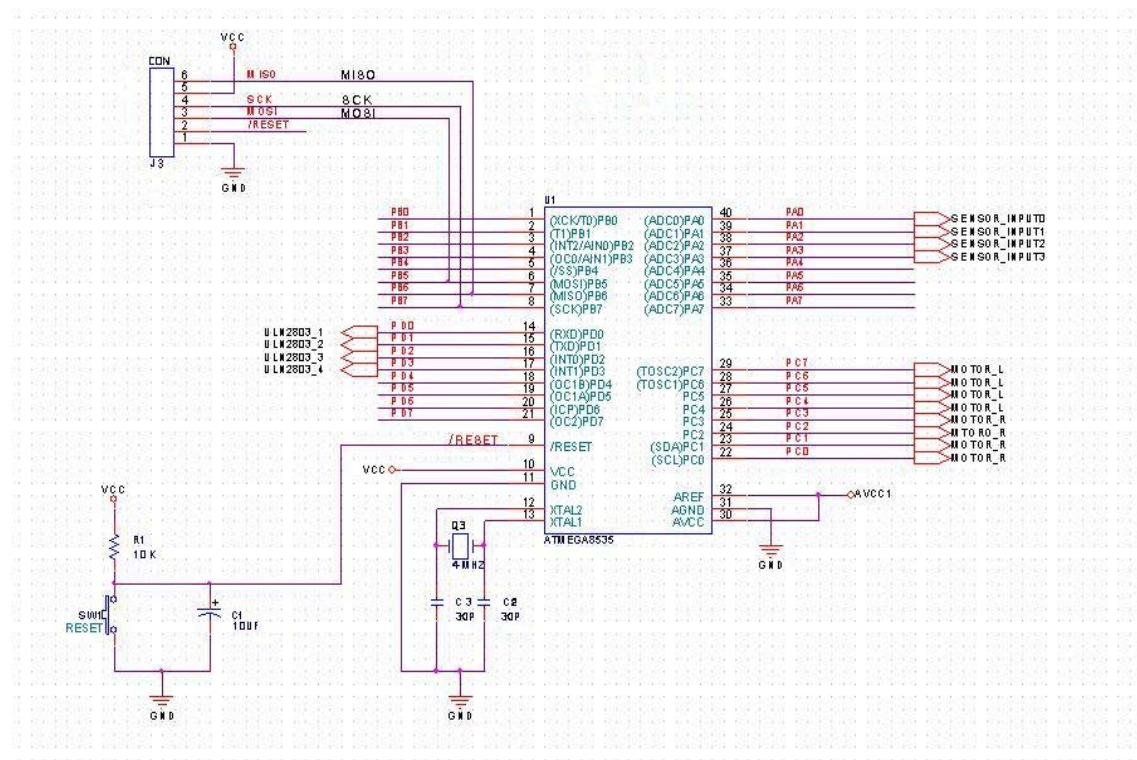 VCC
CON
6 MISO MISO
5
4 SCK SCK
3 MOSI MOSI
2 /RESET
1
J3
GND
U1
PB0 1 (XCK/T0)PB0 (ADC0)PA0 40 PA0 SENSOR_INPUT0
PB1 2 (T1)PB1 (ADC1)PA1 39 PA1 SENSOR_INPUT1
PB2 3 (INT2/AIN0)PB2 (ADC2)PA2 38 PA2 SENSOR_INPUT2
PB3 4 (OC0/AIN1)PB3 (ADC3)PA3 37 PA3 SENSOR_INPUT3
PB4 5 (/SS)PB4 (ADC4)PA4 36 PA4
PB5 6 (MOSI)PB5 (ADC5)PA5 35 PA5
PB6 7 (MISO)PB6 (ADC6)PA6 34 PA6
PB7 8 (SCK)PB7 (ADC7)PA7 33 PA7
ULN2803_1 PD0 14 (RXD)PD0
ULN2803_2 PD1 15 (TXD)PD1
ULN2803_3 PD2 16 (INT0)PD2
ULN2803_4 PD3 17 (INT1)PD3 (TOSC2)PC7 29 PC7 MOTOR_L
PD4 18 (OC1B)PD4 (TOSC1)PC6 28 PC6 MOTOR_L
PD5 19 (OC1A)PD5 PC5 27 PC5 MOTOR_L
PD6 20 (ICP)PD6 PC4 26 PC4 MOTOR_L
PD7 21 (OC2)PD7 PC3 25 PC3 MOTOR_R
PC2 24 PC2 MTORO_R
/RESET 9 /RESET (SDA)PC1 23 PC1 MOTOR_R
(SCL)PC0 22 PC0 MOTOR_R
VCC 10 VCC
11 GND
AREF 32 AVCC1
12 XTAL2 AGND 31
13 XTAL1 AVCC 30
ATMEGA8535
GND
VCC
R1
10K
Q3
4MHZ
SW1
RESET
C1
10UF
C3 C2
30P 30P
GND
GND